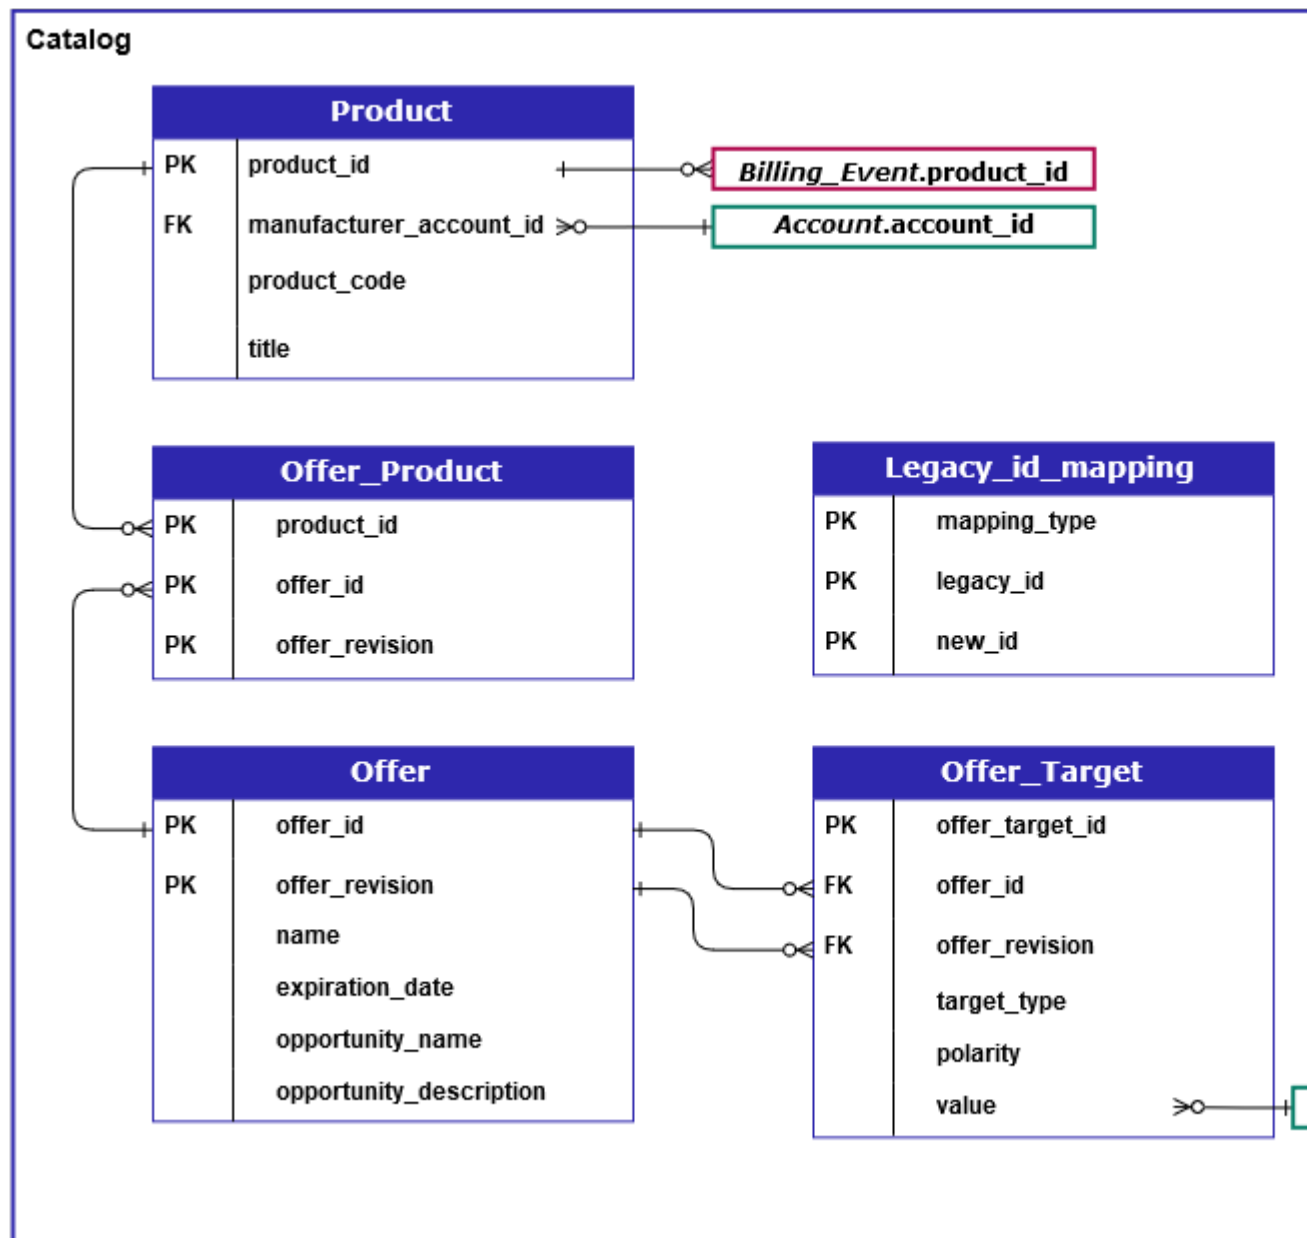 Catalog
Product
PK product_id
Billing_Event.product_id
FK manufacturer_account_id
Account.account_id
product_code
title
Offer_Product
PK product_id
PK offer_id
PK offer_revision
Legacy_id_mapping
PK mapping_type
PK legacy_id
PK new_id
Offer
PK offer_id
PK offer_revision
name
expiration_date
opportunity_name
opportunity_description
Offer_Target
PK offer_target_id
FK offer_id
FK offer_revision
target_type
polarity
value